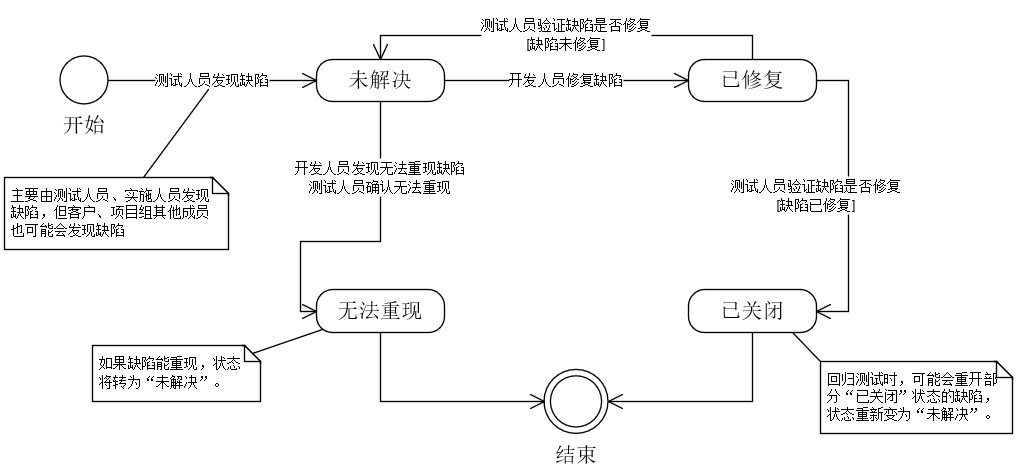 测试人员验证缺陷是否修复
[缺陷未修复]
测试人员发现缺陷
未解决
开发人员修复缺陷
已修复
开始
开发人员发现无法重现缺陷
测试人员确认无法重现
主要由测试人员、实施人员发现
缺陷，但客户、项目组其他成员
也可能会发现缺陷
测试人员验证缺陷是否修复
[缺陷已修复]
无法重现
已关闭
如果缺陷能重现，状态
将转为“未解决”。
回归测试时，可能会重开部
分“已关闭”状态的缺陷，
状态重新变为“未解决”。
结束